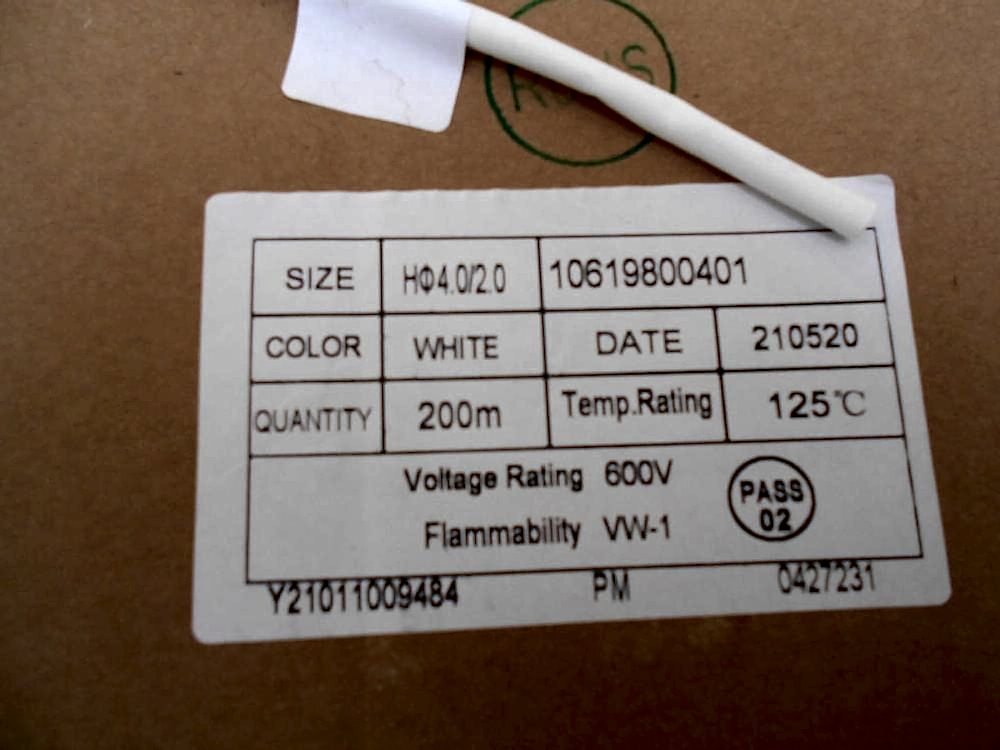 RoHS
SIZE HΦ4.0/2.0 10619800401
COLOR WHITE DATE 210520
QUANTITY 200m Temp.Rating 125℃
Voltage Rating 600V
PASS
02
Flammability VW-1
Y21011009484 PM 0427231